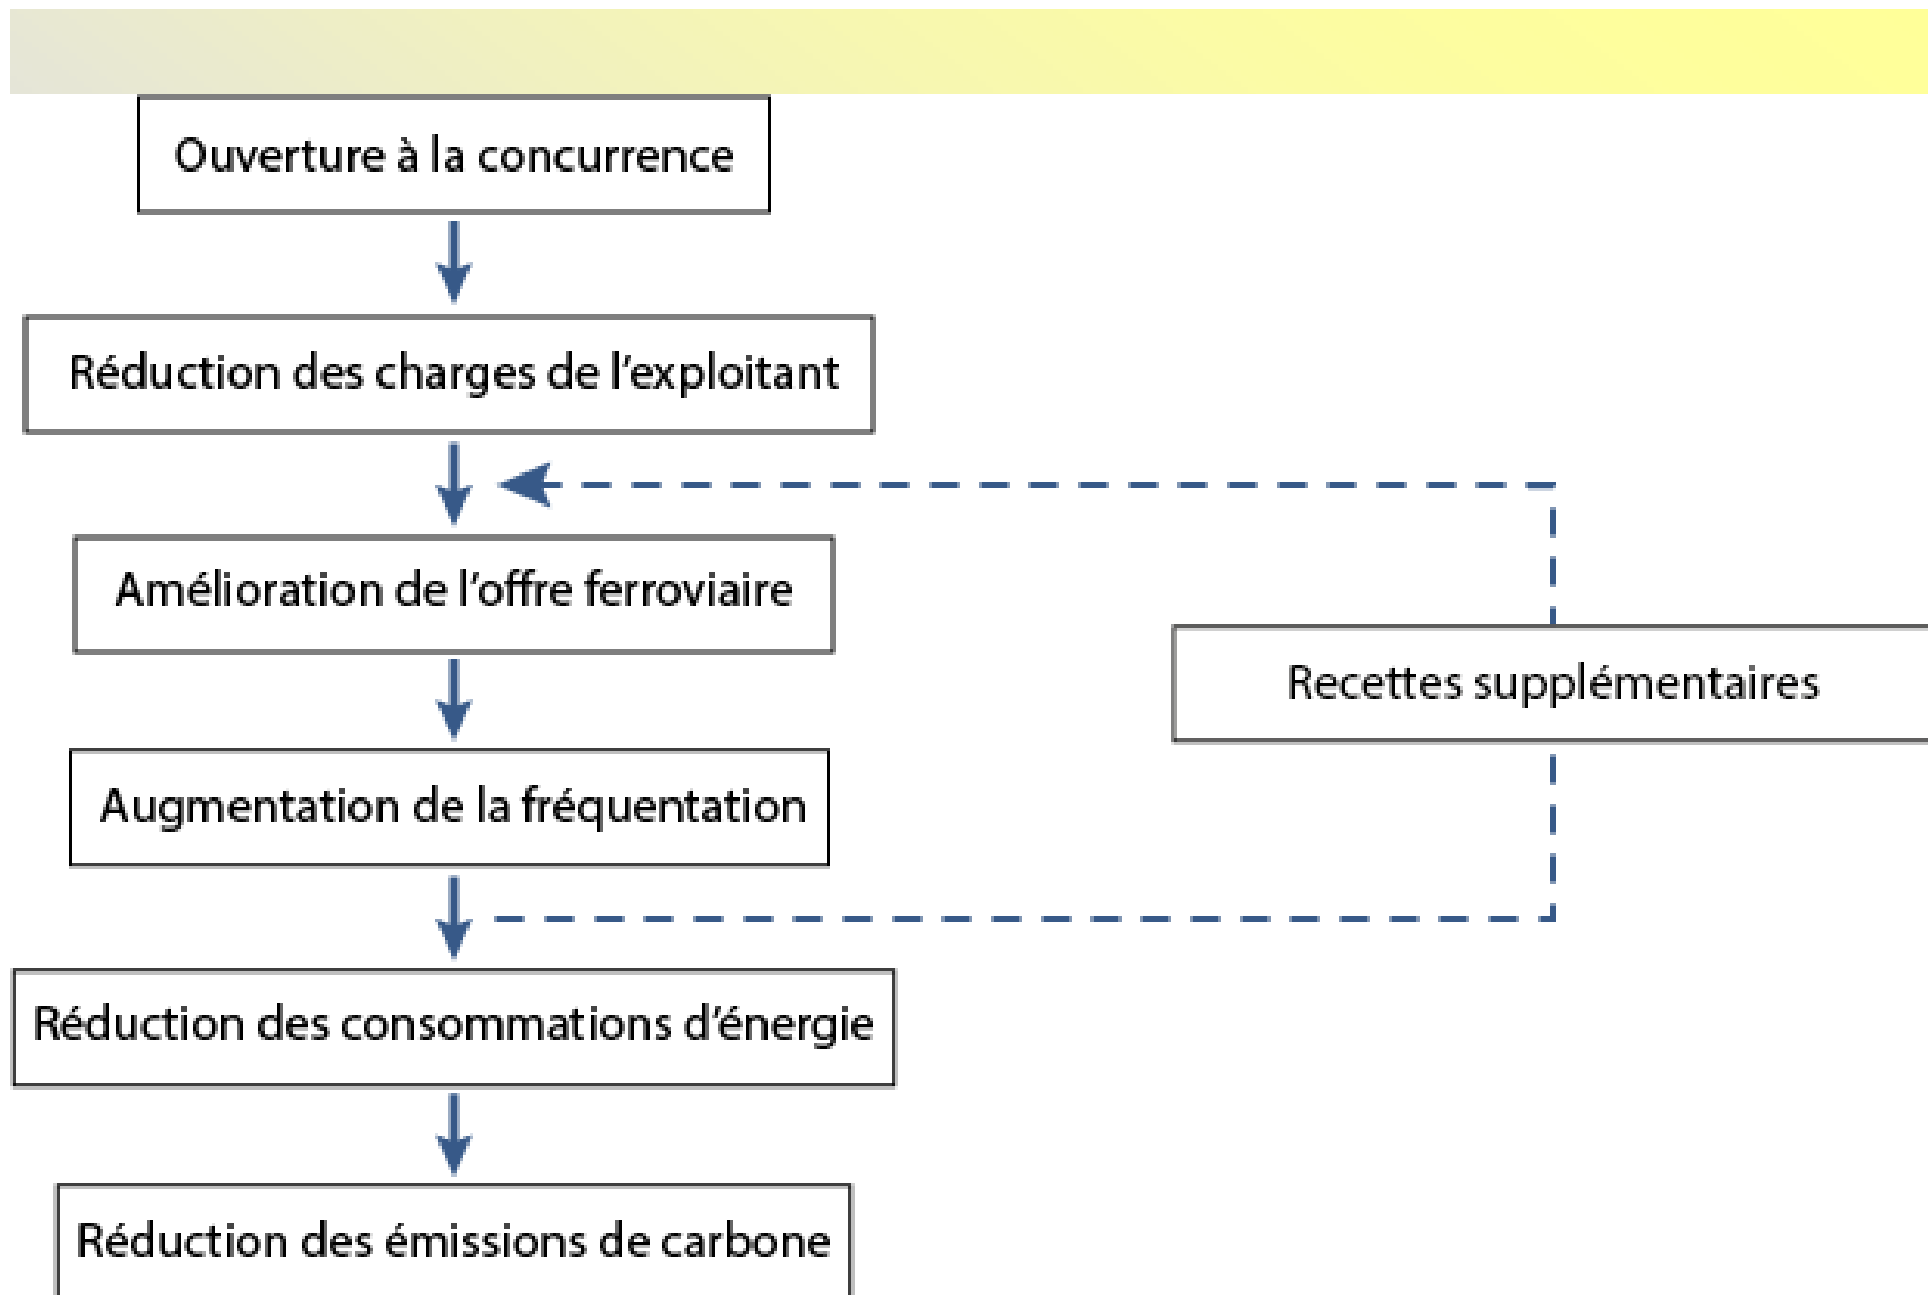 Ouverture à la concurrence
Réduction des charges de l'exploitant
Amélioration de l'offre ferroviaire
Recettes supplémentaires
Augmentation de la fréquentation
Réduction des consommations d'énergie
Réduction des émissions de carbone